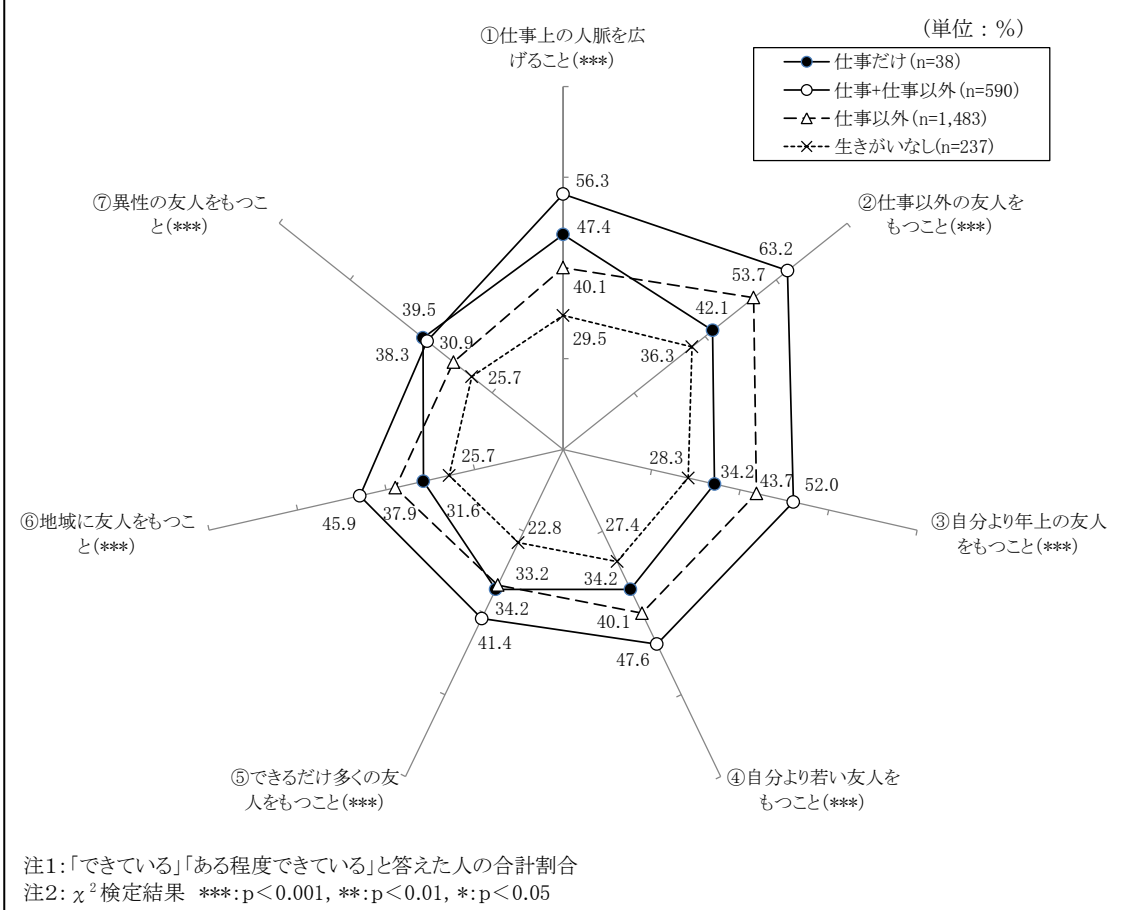 (単位：%)
①仕事上の人脈を広
げること(***)
仕事だけ(n=38)
仕事+仕事以外(n=590)
仕事以外(n=1,483)
生きがいなし(n=237)
56.3
47.4
40.1
29.5
②仕事以外の友人を
もつこと(***)
63.2
53.7
42.1
36.3
③自分より年上の友人
をもつこと(***)
28.3
34.2
43.7
52.0
④自分より若い友人を
もつこと(***)
27.4
34.2
40.1
47.6
⑤できるだけ多くの友
人をもつこと(***)
22.8
33.2
34.2
41.4
⑥地域に友人をもつこ
と(***)
25.7
31.6
37.9
45.9
⑦異性の友人をもつこ
と(***)
39.5
38.3
30.9
25.7
注1：「できている」「ある程度できている」と答えた人の合計割合
注2：χ²検定結果 ***:p＜0.001, **:p＜0.01, *:p＜0.05